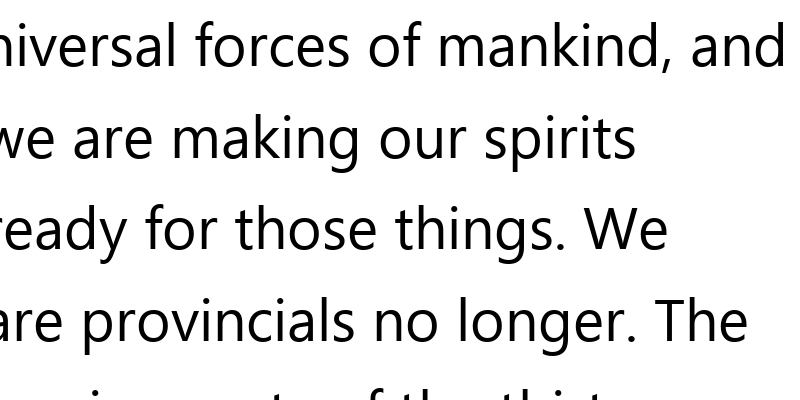 niversal forces of mankind, and
we are making our spirits
ready for those things. We
are provincials no longer. The